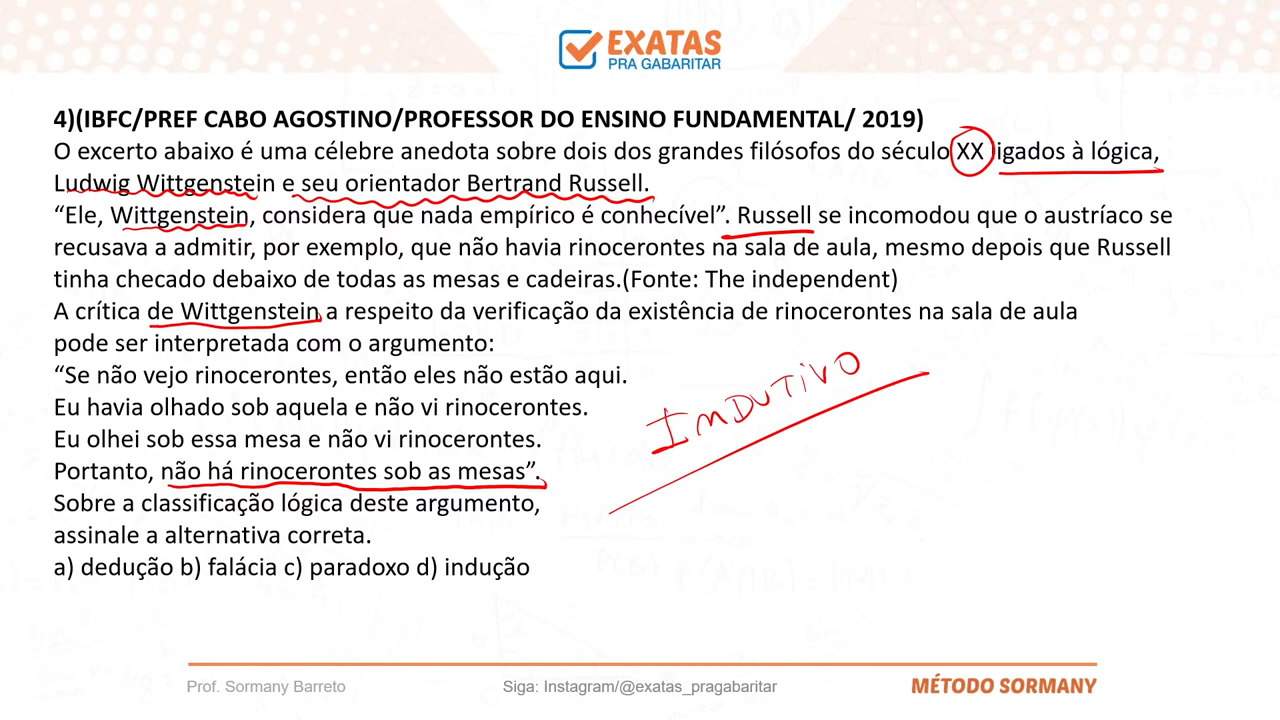 EXATAS
PRA GABARITAR
4)(IBFC/PREF CABO AGOSTINO/PROFESSOR DO ENSINO FUNDAMENTAL/ 2019)
O excerto abaixo é uma célebre anedota sobre dois dos grandes filósofos do século XX ligados à lógica,
Ludwig Wittgenstein e seu orientador Bertrand Russell.
“Ele, Wittgenstein, considera que nada empírico é conhecível”. Russell se incomodou que o austríaco se
recusava a admitir, por exemplo, que não havia rinocerontes na sala de aula, mesmo depois que Russell
tinha checado debaixo de todas as mesas e cadeiras.(Fonte: The independent)
A crítica de Wittgenstein a respeito da verificação da existência de rinocerontes na sala de aula
pode ser interpretada com o argumento:
“Se não vejo rinocerontes, então eles não estão aqui.
Eu havia olhado sob aquela e não vi rinocerontes.
Eu olhei sob essa mesa e não vi rinocerontes.
Portanto, não há rinocerontes sob as mesas”.
INDUTIVO
Sobre a classificação lógica deste argumento,
assinale a alternativa correta.
a) dedução b) falácia c) paradoxo d) indução
Prof. Sormany Barreto
Siga: Instagram/@exatas_pragabaritar
MÉTODO SORMANY